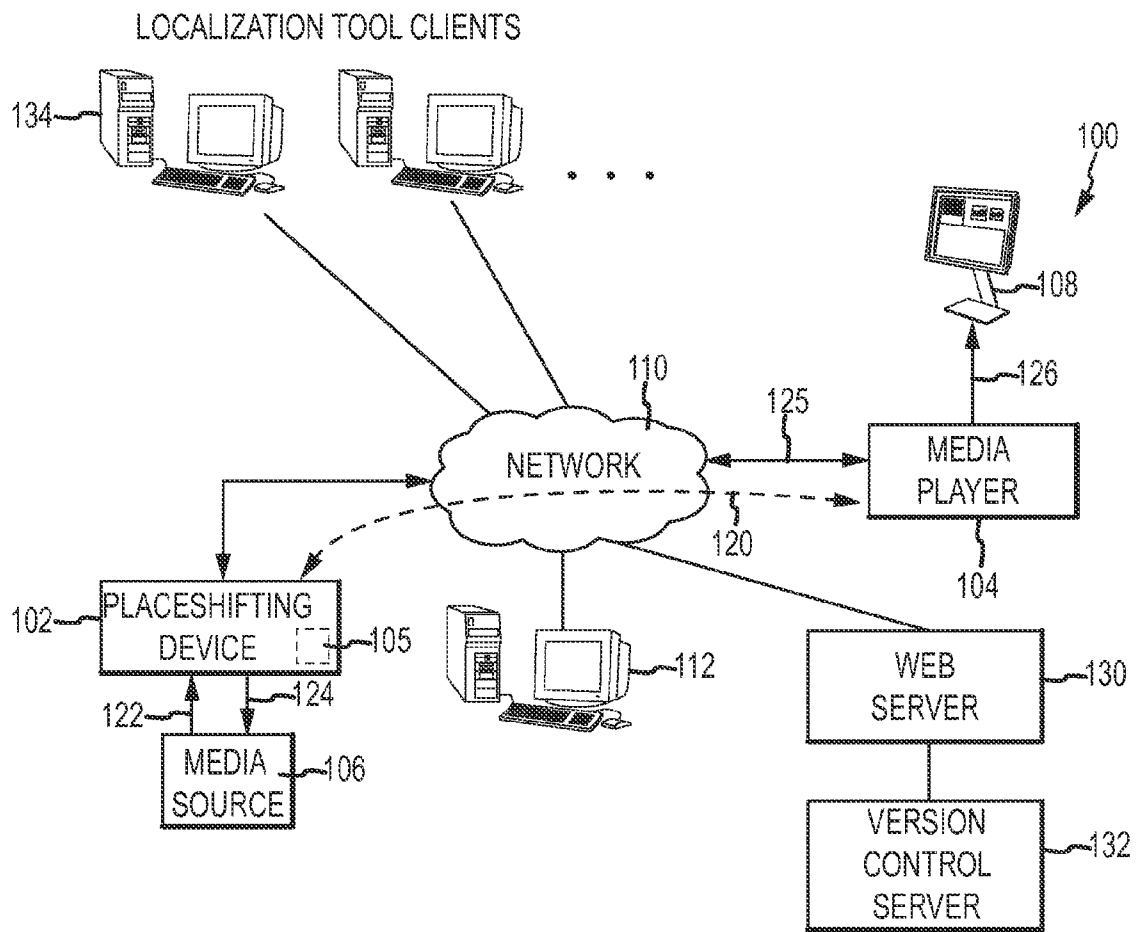 LOCALIZATION TOOL CLIENTS
134
100
108
126
110
125
NETWORK
MEDIA
PLAYER
120
104
102
PLACESHIFTING
DEVICE
105
112
122
124
MEDIA
SOURCE
106
WEB
SERVER
130
VERSION
CONTROL
SERVER
132